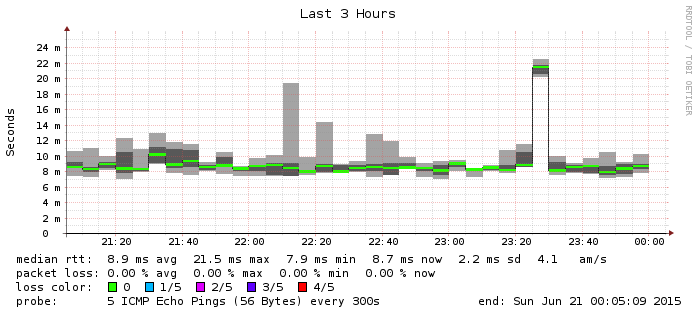 Last 3 Hours
RRDTOOL / TOBI OETIKER
Seconds
24 m
22 m
20 m
18 m
16 m
14 m
12 m
10 m
8 m
6 m
4 m
2 m
0
21:20 21:40 22:00 22:20 22:40 23:00 23:20 23:40 00:00
median rtt: 8.9 ms avg 21.5 ms max 7.9 ms min 8.7 ms now 2.2 ms sd 4.1 am/s
packet loss: 0.00 % avg 0.00 % max 0.00 % min 0.00 % now
loss color: 0 1/5 2/5 3/5 4/5
probe: 5 ICMP Echo Pings (56 Bytes) every 300s end: Sun Jun 21 00:05:09 2015